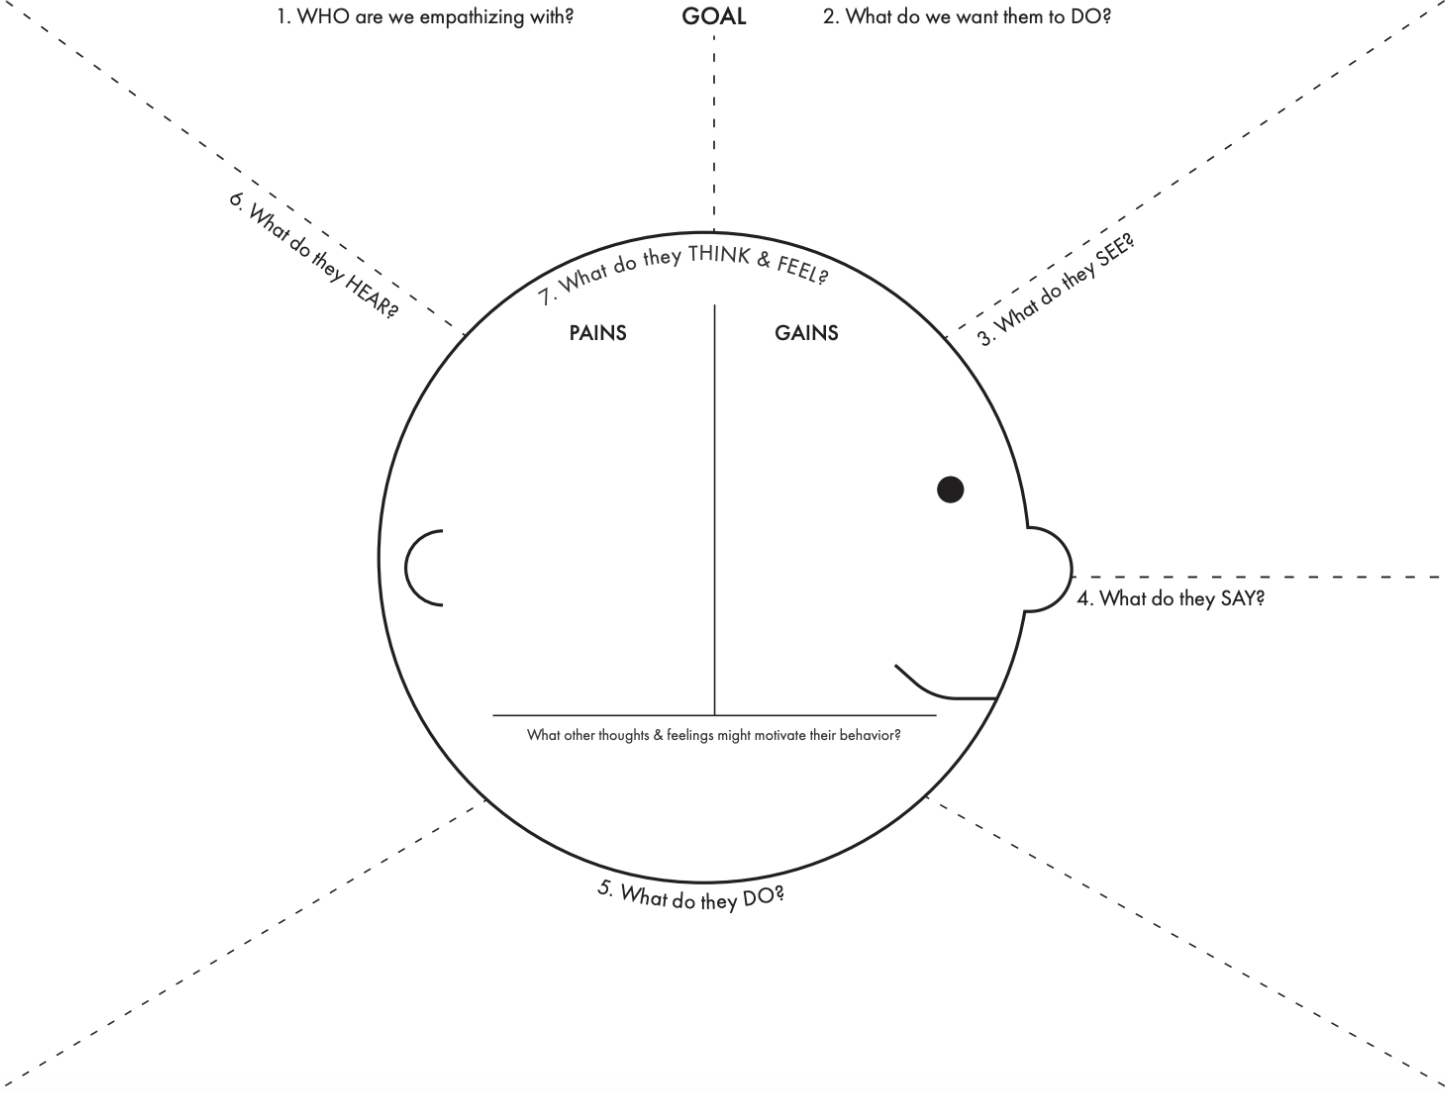 1. WHO are we empathizing with?
GOAL
2. What do we want them to DO?
6. What do they HEAR?
7. What do they THINK & FEEL?
3. What do they SEE?
PAINS
GAINS
4. What do they SAY?
What other thoughts & feelings might motivate their behavior?
5. What do they DO?